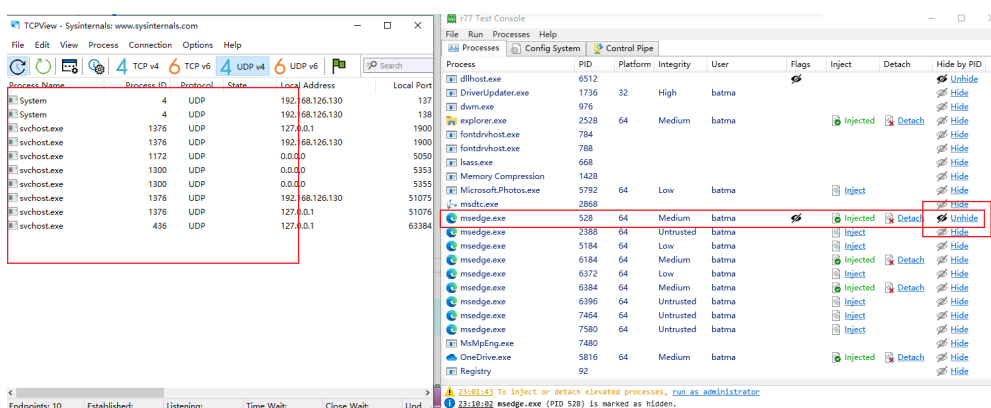 TCPView - Sysinternals: www.sysinternals.com
File Edit View Process Connection Options Help
4 TCP v4 6 TCP v6 4 UDP v4 6 UDP v6 Search
Process Name Process ID Protocol State Local Address Local Port
System 4 UDP 192.168.126.130 137
System 4 UDP 192.168.126.130 138
svchost.exe 1376 UDP 127.0.0.1 1900
svchost.exe 1376 UDP 192.168.126.130 1900
svchost.exe 1172 UDP 0.0.0.0 5050
svchost.exe 1300 UDP 0.0.0.0 5353
svchost.exe 1300 UDP 0.0.0.0 5355
svchost.exe 1376 UDP 192.168.126.130 51075
svchost.exe 1376 UDP 127.0.0.1 51076
svchost.exe 436 UDP 127.0.0.1 63384
Endpoints: 10 Established: Listening: Time Wait: Close Wait: Upd
r77 Test Console
File Run Processes Help
Processes Config System Control Pipe
Process PID Platform Integrity User Flags Inject Detach Hide by PID
dllhost.exe 6512 Unhide
DriverUpdater.exe 1736 32 High batma Hide
dwm.exe 976 Hide
explorer.exe 2528 64 Medium batma Injected Detach Hide
fontdrvhost.exe 784 Hide
fontdrvhost.exe 788 Hide
lsass.exe 668 Hide
Memory Compression 1428 Hide
Microsoft.Photos.exe 5792 64 Low batma Inject Hide
msdtc.exe 2868 Hide
msedge.exe 528 64 Medium batma Injected Detach Unhide
msedge.exe 2388 64 Untrusted batma Inject Hide
msedge.exe 5184 64 Low batma Inject Hide
msedge.exe 6184 64 Medium batma Injected Detach Hide
msedge.exe 6372 64 Low batma Inject Hide
msedge.exe 6384 64 Medium batma Injected Detach Hide
msedge.exe 6396 64 Untrusted batma Inject Hide
msedge.exe 7464 64 Untrusted batma Inject Hide
msedge.exe 7580 64 Untrusted batma Inject Hide
MsMpEng.exe 7480 Hide
OneDrive.exe 5816 64 Medium batma Injected Detach Hide
Registry 92 Hide
23:01:43 To inject or detach elevated processes, run as administrator
23:10:02 msedge.exe (PID 528) is marked as hidden.